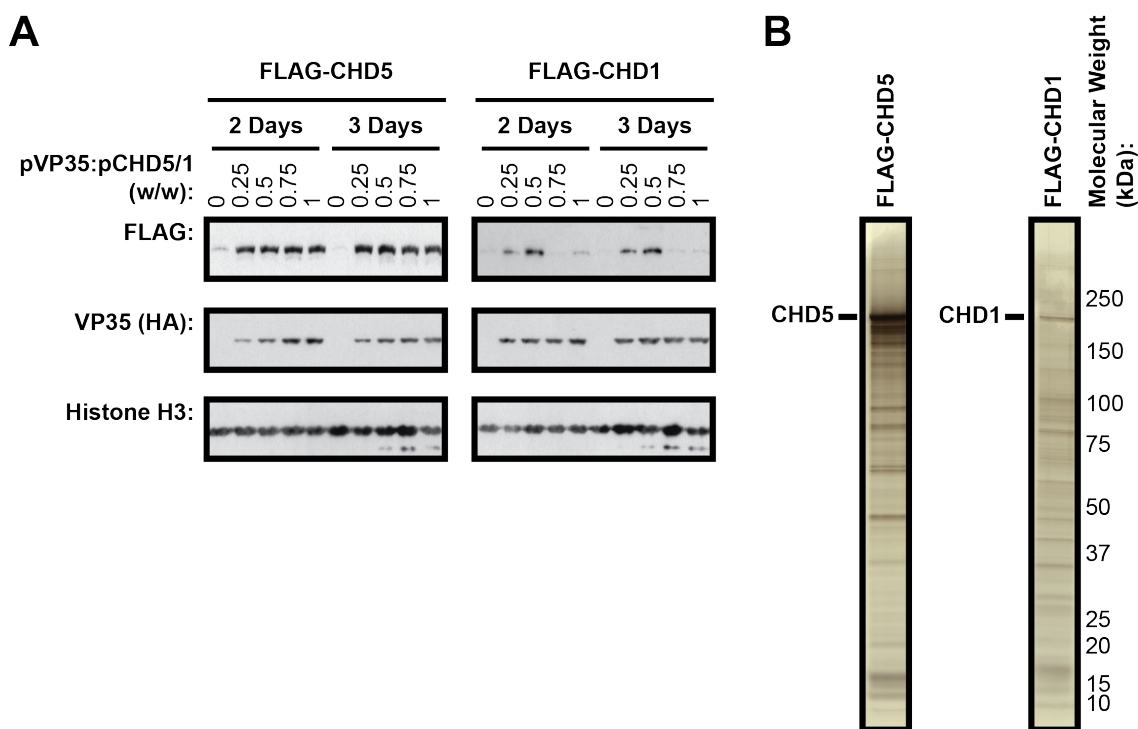 A
FLAG-CHD5 FLAG-CHD1
2 Days 3 Days 2 Days 3 Days
pVP35:pCHD5/1
(w/w):
0 0.25 0.5 0.75 1 0 0.25 0.5 0.75 1 0 0.25 0.5 0.75 1 0 0.25 0.5 0.75 1
FLAG:
VP35 (HA):
Histone H3:
B
FLAG-CHD5
FLAG-CHD1
Molecular Weight
(kDa):
CHD5
CHD1
250
150
100
75
50
37
25
20
15
10